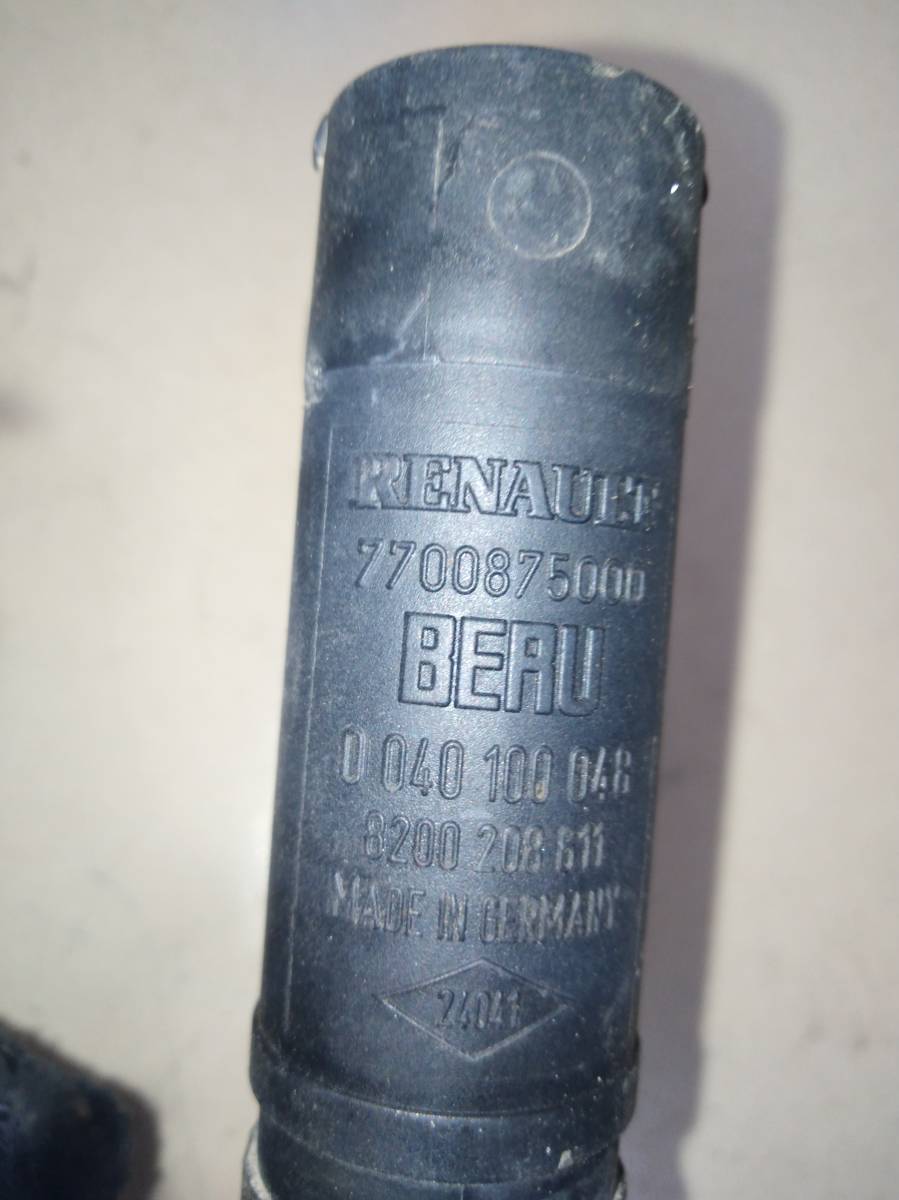 RENAULT
7700875000
BERU
0 040 100 048
8200 208 611
MADE IN GERMANY
24041